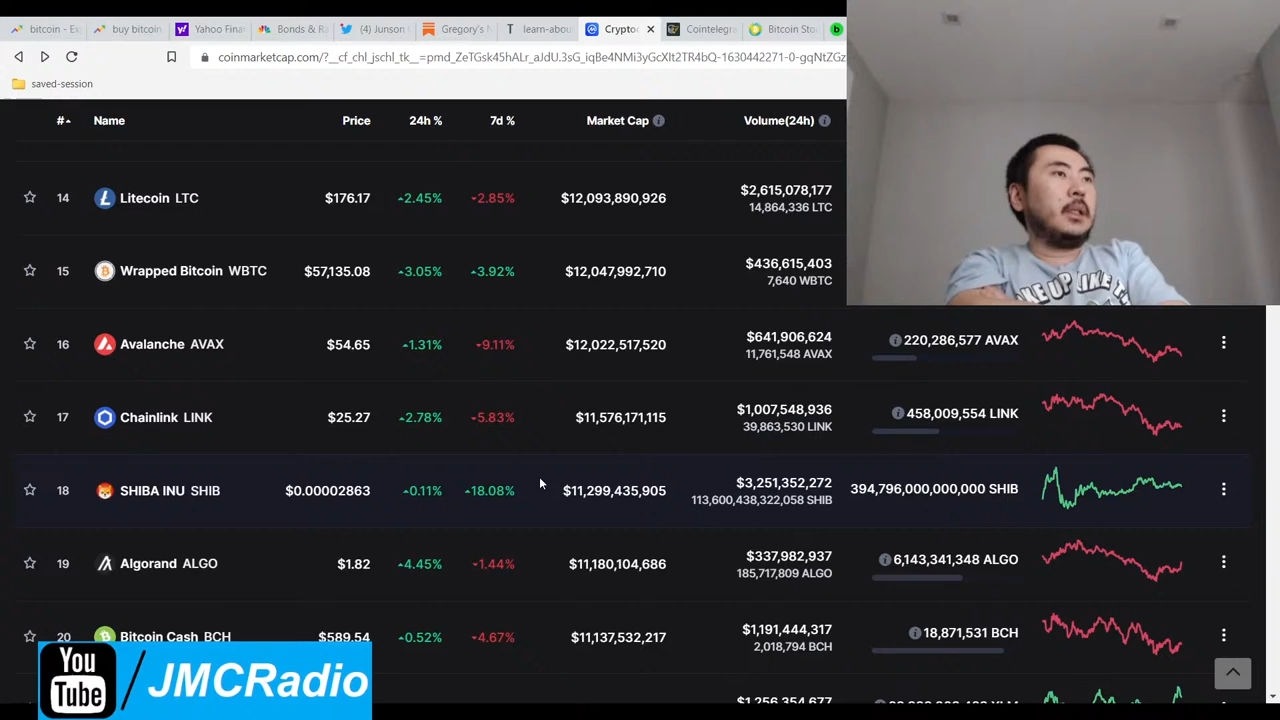 bitcoin - Ex
buy bitcoin
Yahoo Finan
Bonds & Ra
(4) Junson
Gregory's
learn-abou
Crypto
Cointelegra
Bitcoin Sto
coinmarketcap.com/?__cf_chl_jschl_tk__=pmd_ZeTGsk45hALr_aJdU.3sG_iqBe4NMi3yGcXIt2TR4bQ-1630442271-0-gqNtZGz
saved-session
# Name Price 24h % 7d % Market Cap Volume(24h)
14 Litecoin LTC $176.17 2.45% 2.85% $12,093,890,926 $2,615,078,177
14,864,336 LTC
15 Wrapped Bitcoin WBTC $57,135.08 3.05% 3.92% $12,047,992,710 $436,615,403
7,640 WBTC
16 Avalanche AVAX $54.65 1.31% 9.11% $12,022,517,520 $641,906,624 220,286,577 AVAX
11,761,548 AVAX
17 Chainlink LINK $25.27 2.78% 5.83% $11,576,171,115 $1,007,548,936 458,009,554 LINK
39,863,530 LINK
18 SHIBA INU SHIB $0.00002863 0.11% 18.08% $11,299,435,905 $3,251,352,272 394,796,000,000,000 SHIB
113,600,438,322,058 SHIB
19 Algorand ALGO $1.82 4.45% 1.44% $11,180,104,686 $337,982,937 6,143,341,348 ALGO
185,717,809 ALGO
20 Bitcoin Cash BCH $589.54 0.52% 4.67% $11,137,532,217 $1,191,444,317 18,871,531 BCH
2,018,794 BCH
You
Tube
/JMCRadio